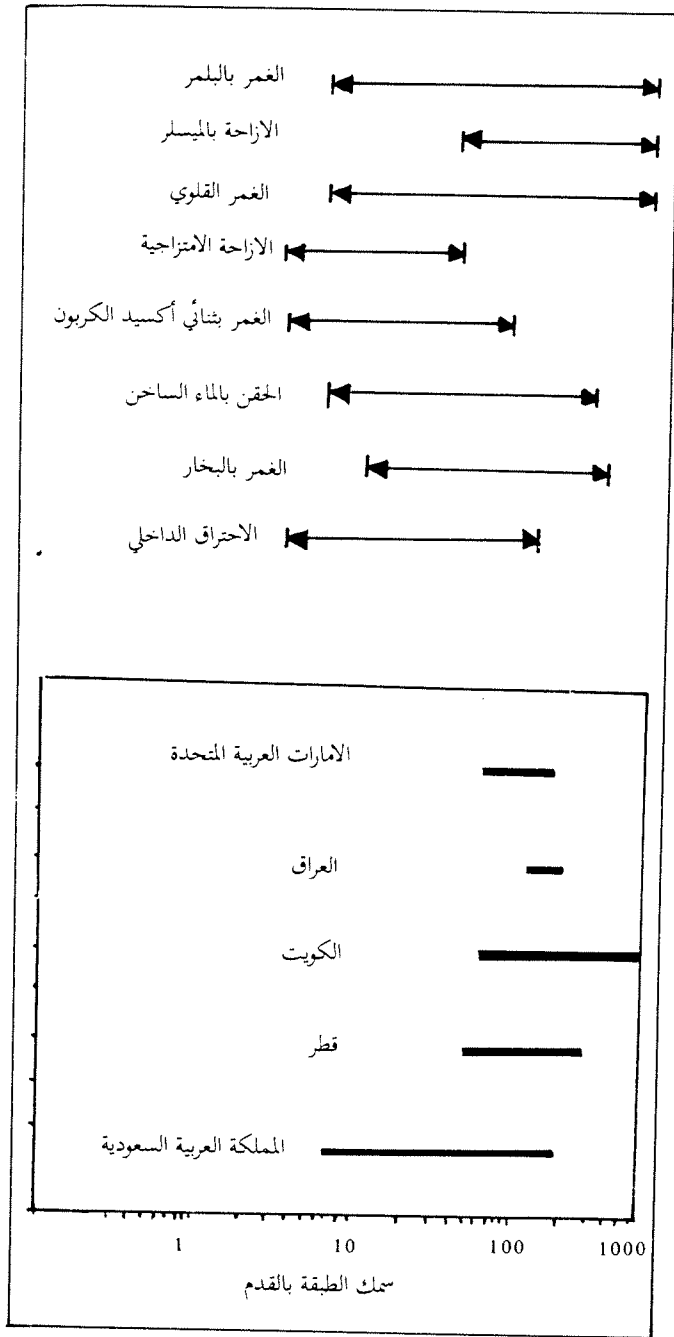 الغمر بالبلمر
الازاحة بالميسلر
الغمر القلوي
الازاحة الامتزاجية
الغمر بثنائي أكسيد الكربون
الحقن بالماء الساخن
الغمر بالبخار
الاحتراق الداخلي
الامارات العربية المتحدة
العراق
الكويت
قطر
المملكة العربية السعودية
1 10 100 1000
سمك الطبقة بالقدم